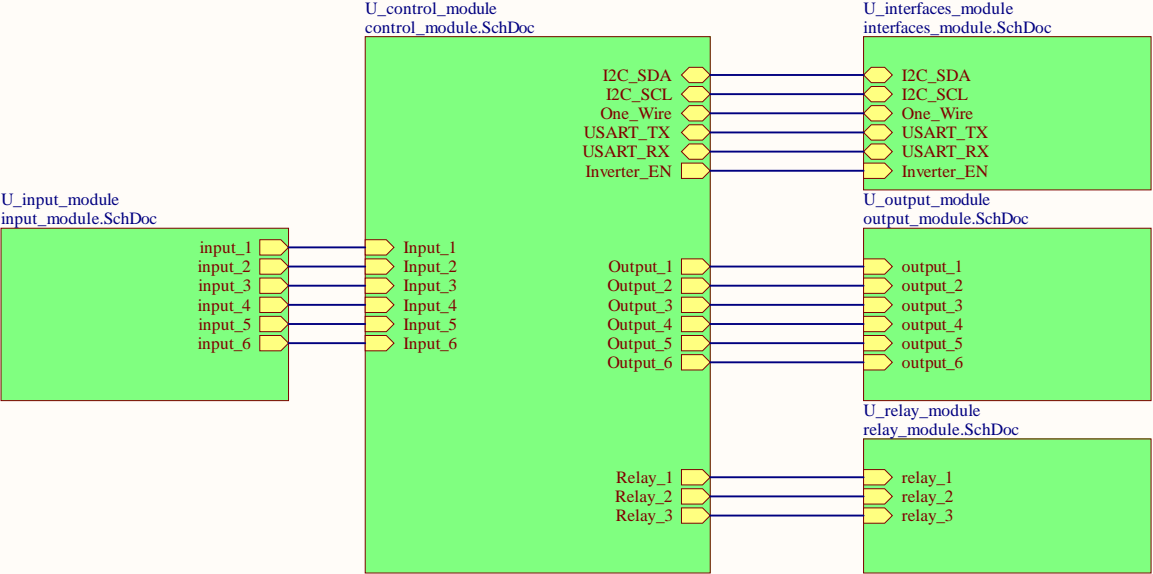 U_control_module
control_module.SchDoc
I2C_SDA
I2C_SCL
One_Wire
USART_TX
USART_RX
Inverter_EN
U_interfaces_module
interfaces_module.SchDoc
I2C_SDA
I2C_SCL
One_Wire
USART_TX
USART_RX
Inverter_EN
U_input_module
input_module.SchDoc
input_1
input_2
input_3
input_4
input_5
input_6
Input_1
Input_2
Input_3
Input_4
Input_5
Input_6
Output_1
Output_2
Output_3
Output_4
Output_5
Output_6
U_output_module
output_module.SchDoc
output_1
output_2
output_3
output_4
output_5
output_6
Relay_1
Relay_2
Relay_3
U_relay_module
relay_module.SchDoc
relay_1
relay_2
relay_3